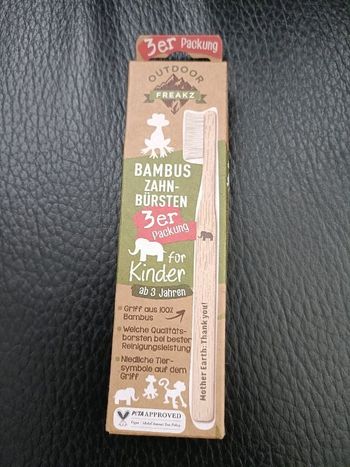 3er Packung
OUTDOOR
FREAKZ
BAMBUS
ZAHN-
BÜRSTEN
3er
Packung
für
Kinder
ab 3 Jahren
Griff aus 100%
Bambus
Weiche Qualitäts-
borsten bei bester
Reinigungsleistung
Niedliche Tier-
symbole auf dem
Griff
Mother Earth: Thank you!
PETA APPROVED